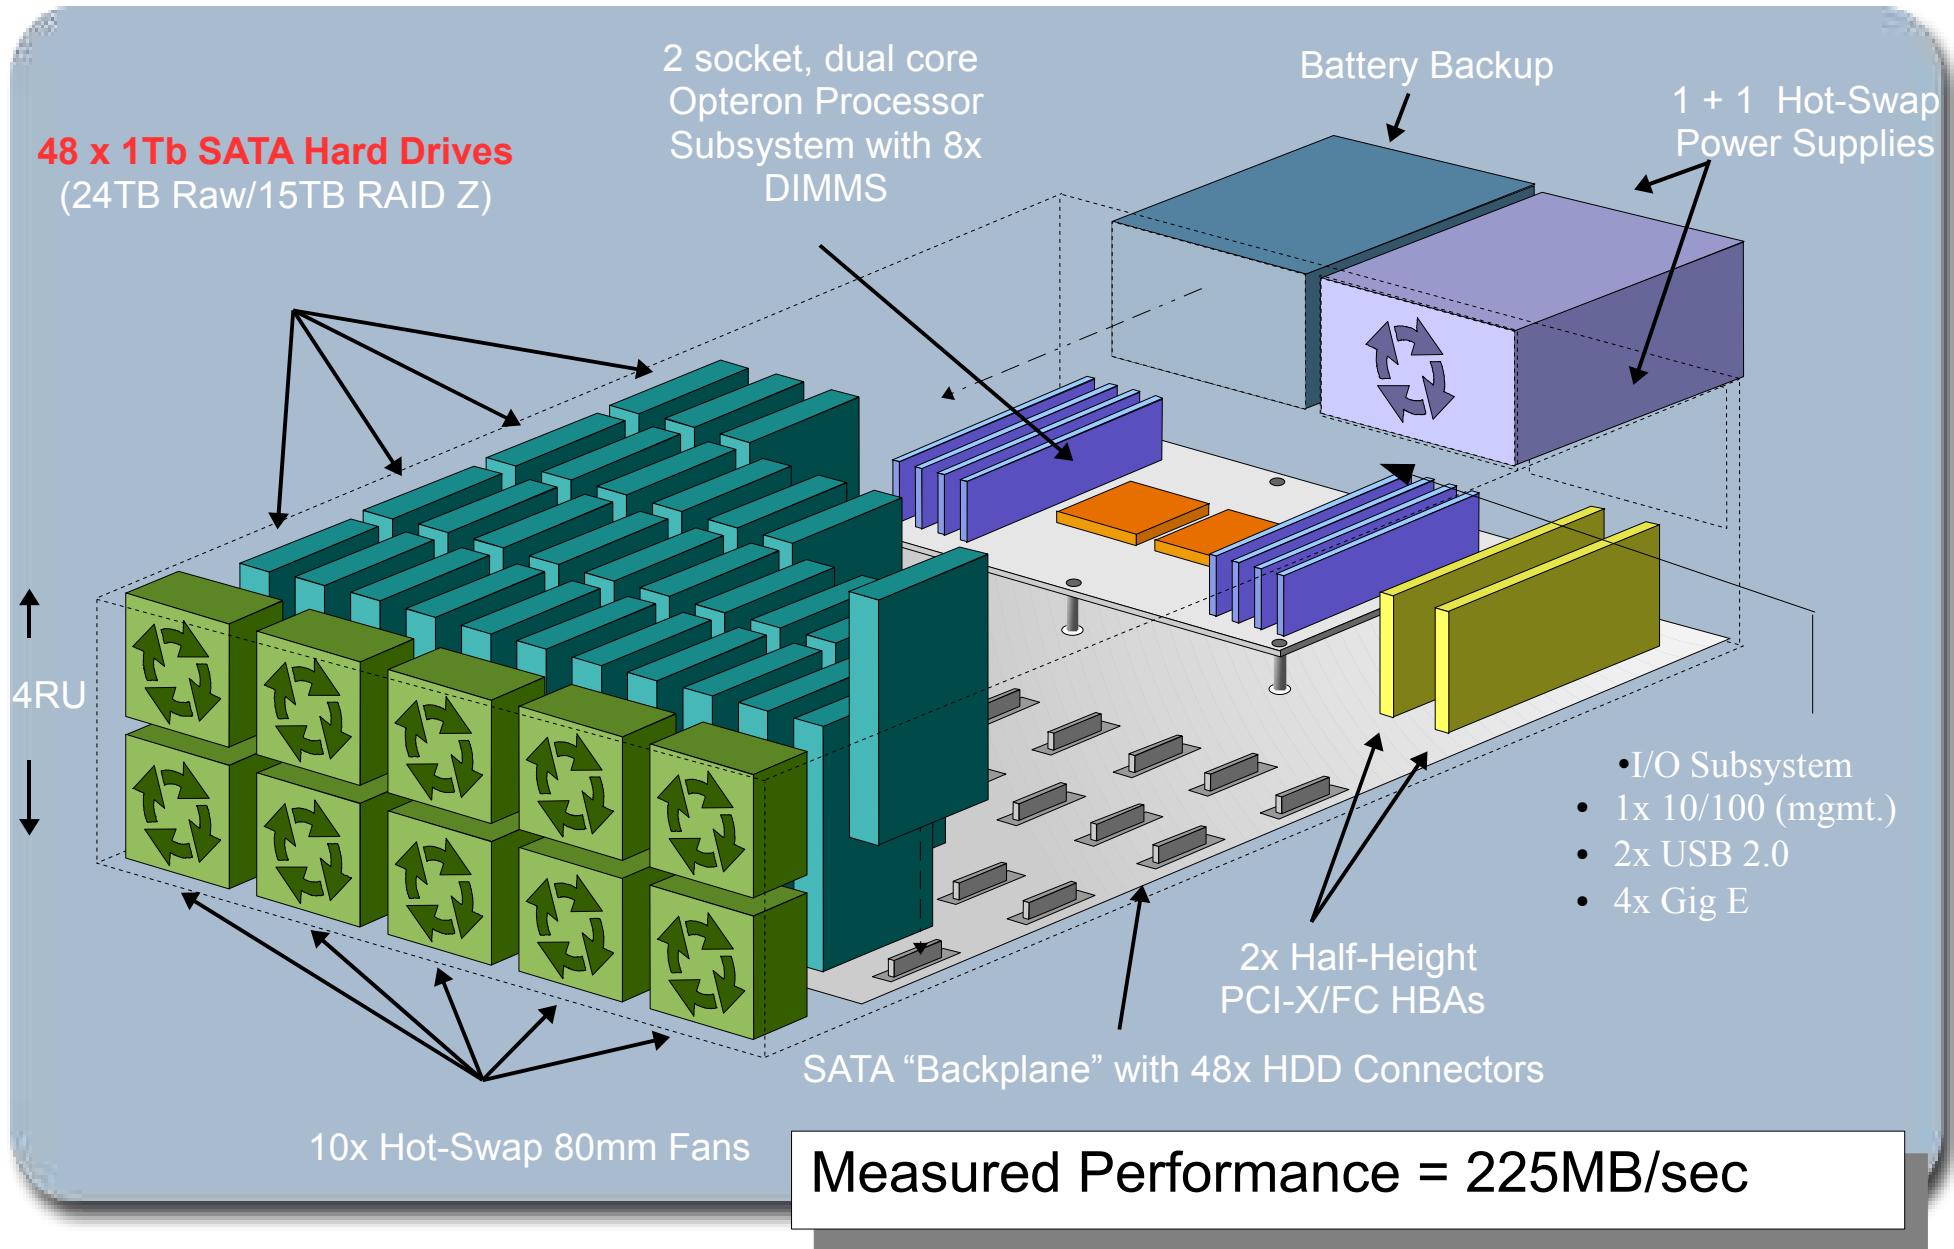 2 socket, dual core
Opteron Processor
Subsystem with 8x
DIMMS
Battery Backup
1 + 1 Hot-Swap
Power Supplies
48 x 1Tb SATA Hard Drives
(24TB Raw/15TB RAID Z)
4RU
•I/O Subsystem
• 1x 10/100 (mgmt.)
• 2x USB 2.0
• 4x Gig E
2x Half-Height
PCI-X/FC HBAs
SATA “Backplane” with 48x HDD Connectors
10x Hot-Swap 80mm Fans
Measured Performance = 225MB/sec